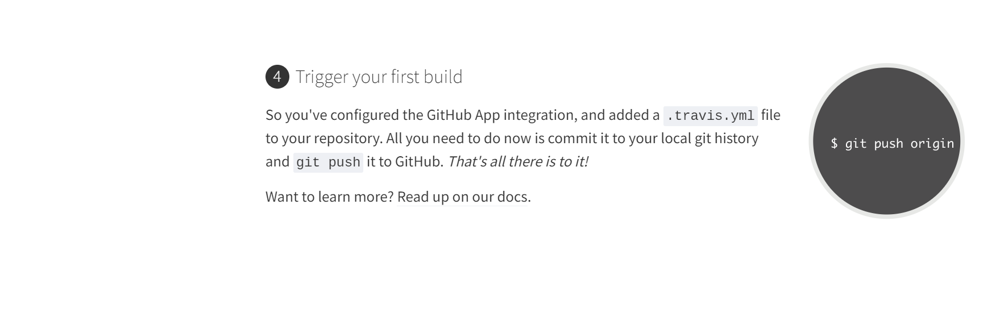 4 Trigger your first build
So you've configured the GitHub App integration, and added a .travis.yml file
to your repository. All you need to do now is commit it to your local git history
and git push it to GitHub. That's all there is to it!
Want to learn more? Read up on our docs.
$ git push origin